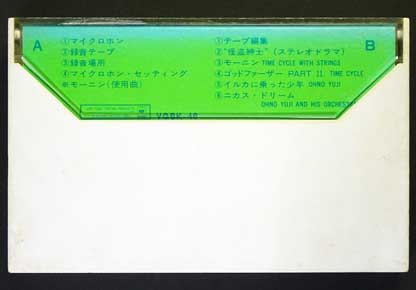 A
①マイクロホン
②録音テープ
③録音場所
④マイクロホン・セッティング
※モーニン(使用曲)
B
①テープ編集
②"怪盗紳士"(ステレオドラマ)
③モーニン TIME CYCLE WITH STRINGS
④ゴッドファーザー PART II TIME CYCLE
⑤イルカに乗った少年 OHNO YUJI
⑥ニカズ・ドリーム
OHNO YUJI AND HIS ORCHEST